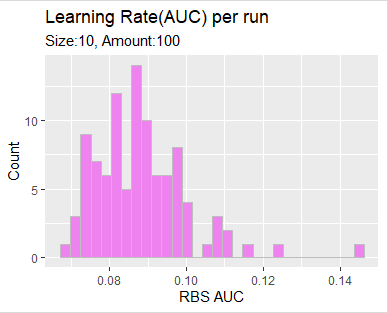 Learning Rate(AUC) per run
Size:10, Amount:100
Count
10
5
0
0.08 0.10 0.12 0.14
RBS AUC